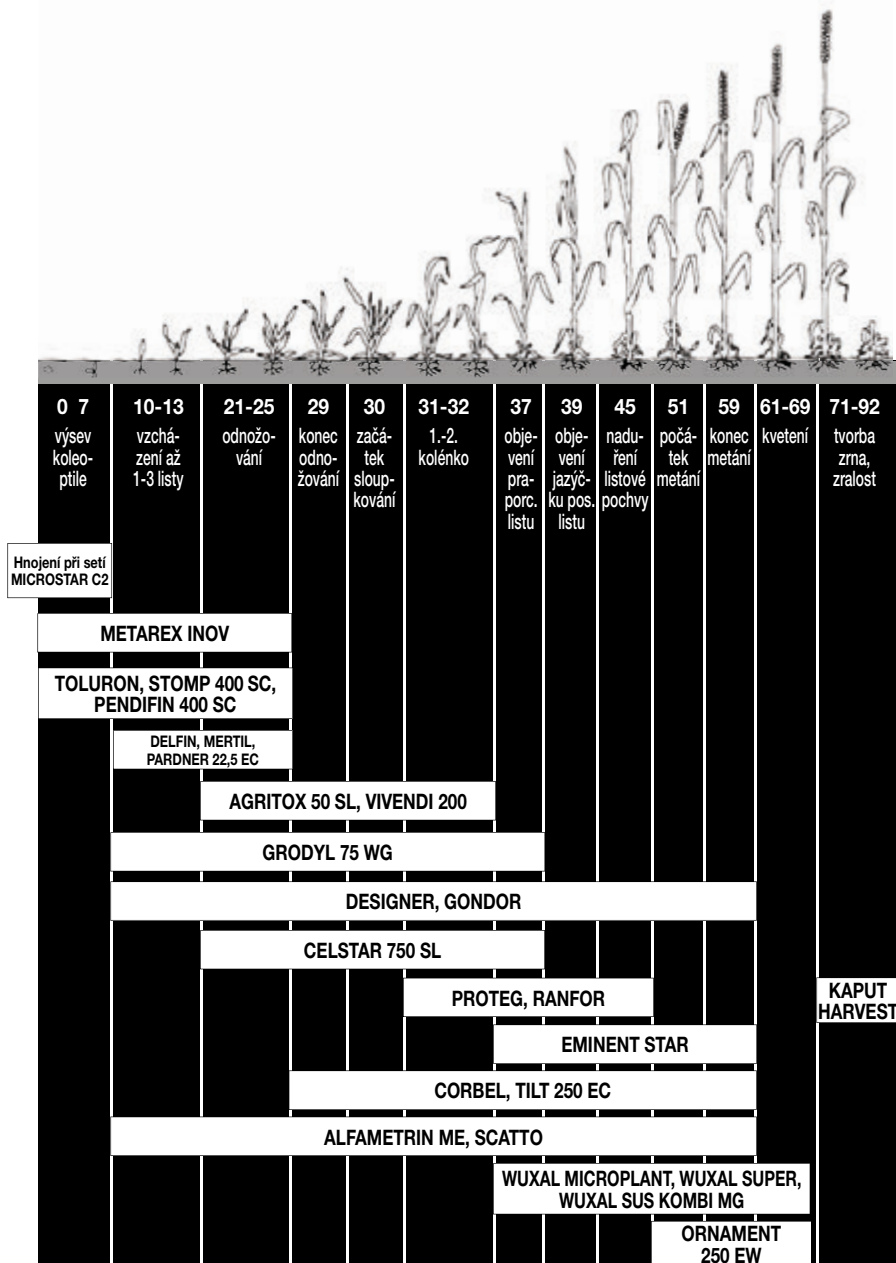 0 7
výsev
koleo-
ptile
10-13
vzchá-
zení až
1-3 listy
21-25
odnožo-
vání
29
konec
odno-
žování
30
začá-
tek
sloup-
kování
31-32
1.-2.
kolénko
37
obje-
vení
pra-
porc.
listu
39
obje-
vení
jazýč-
ku pos.
listu
45
nadu-
ření
listové
pochvy
51
počá-
tek
metání
59
konec
metání
61-69
kvetení
71-92
tvorba
zrna,
zralost
Hnojení při setí
MICROSTAR C2
METAREX INOV
TOLURON, STOMP 400 SC,
PENDIFIN 400 SC
DELFIN, MERTIL,
PARDNER 22,5 EC
AGRITOX 50 SL, VIVENDI 200
GRODYL 75 WG
DESIGNER, GONDOR
CELSTAR 750 SL
PROTEG, RANFOR
KAPUT
HARVEST
EMINENT STAR
CORBEL, TILT 250 EC
ALFAMETRIN ME, SCATTO
WUXAL MICROPLANT, WUXAL SUPER,
WUXAL SUS KOMBI MG
ORNAMENT
250 EW